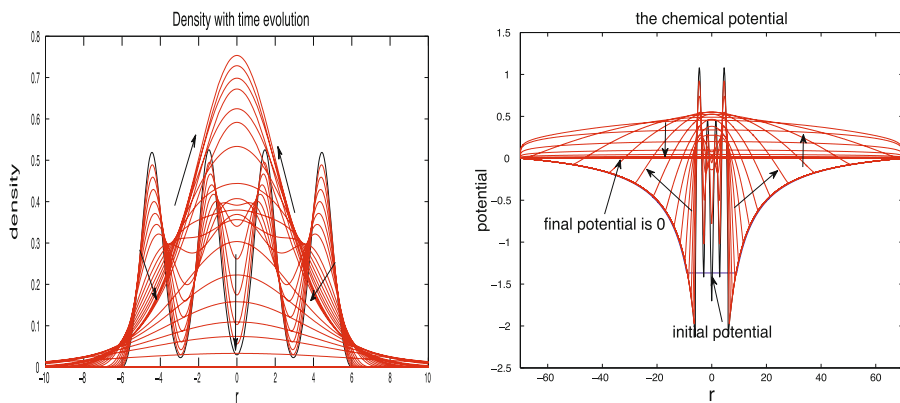 Density with time evolution
0.8
0.7
0.6
0.5
0.4
0.3
0.2
0.1
0
density
−10 −8 −6 −4 −2 0 2 4 6 8 10
r
the chemical potential
1
0.5
0
−0.5
−1
−1.5
−2
−2.5
potential
final potential is 0
initial potential
−60 −40 −20 0 20 40 60
r